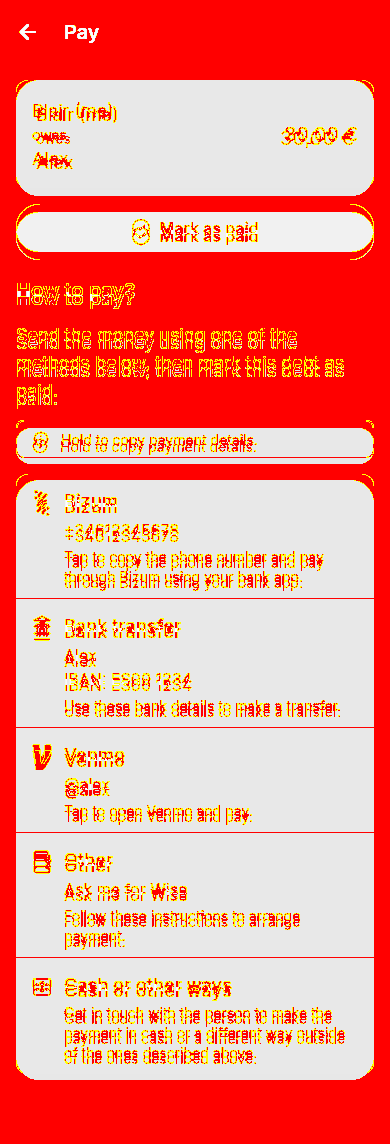 Pay
Blair (me)
owes
Alex
80,00 €
Mark as paid
How to pay?
Send the money using one of the
methods below, then mark this debt as
paid:
Hold to copy payment details.
Bizum
+34612345678
Tap to copy the phone number and pay
through Bizum using your bank app.
Bank transfer
Alex
IBAN: ES00 1234
Use these bank details to make a transfer.
Venmo
@alex
Tap to open Venmo and pay.
Other
Ask me for Wise
Follow these instructions to arrange
payment.
Cash or other ways
Get in touch with the person to make the
payment in cash or a different way outside
of the ones described above.